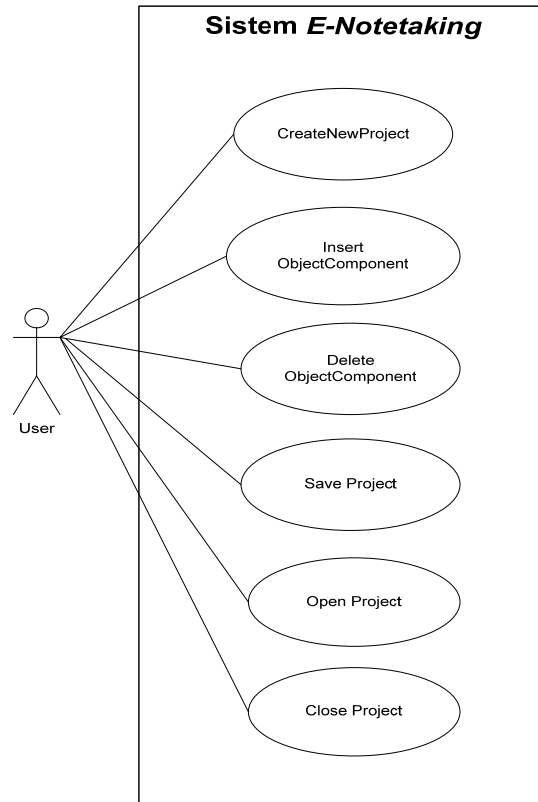 Sistem E-Notetaking
CreateNewProject
Insert
ObjectComponent
Delete
ObjectComponent
User
Save Project
Open Project
Close Project